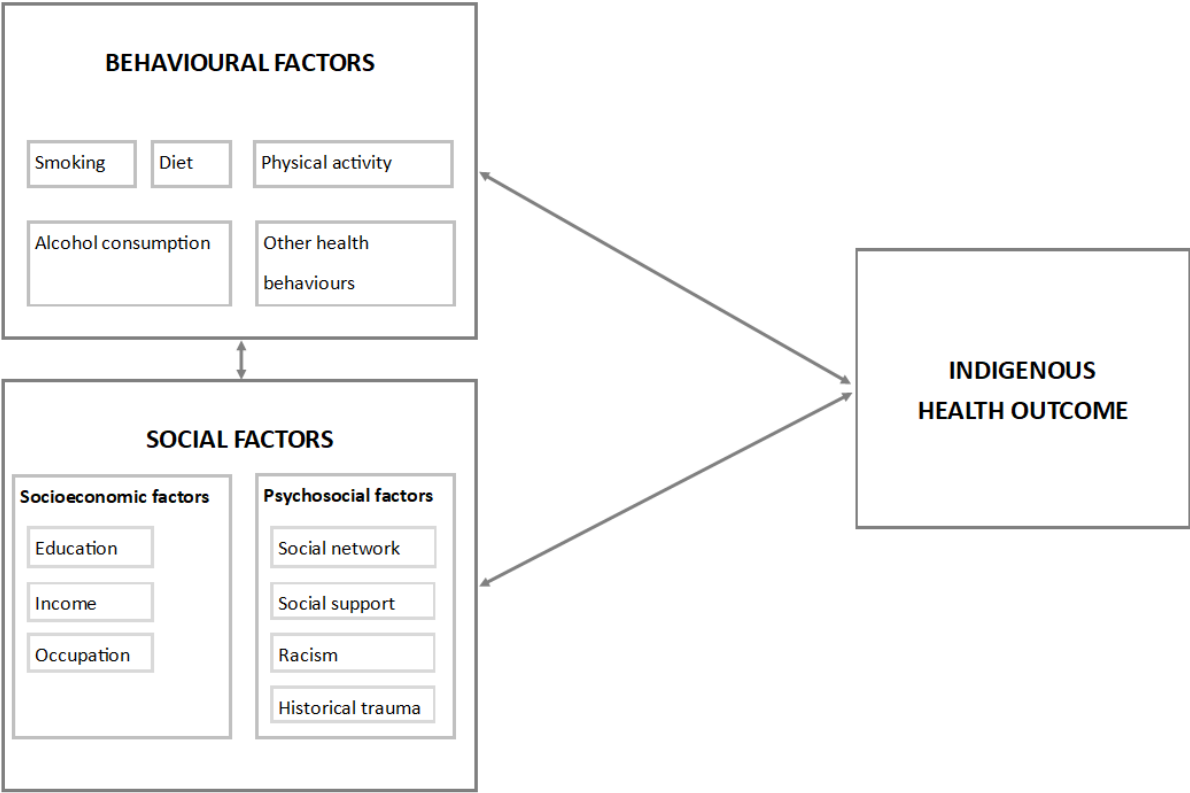 BEHAVIOURAL FACTORS
Smoking
Diet
Physical activity
Alcohol consumption
Other health
behaviours
SOCIAL FACTORS
Socioeconomic factors
Education
Income
Occupation
Psychosocial factors
Social network
Social support
Racism
Historical trauma
INDIGENOUS
HEALTH OUTCOME